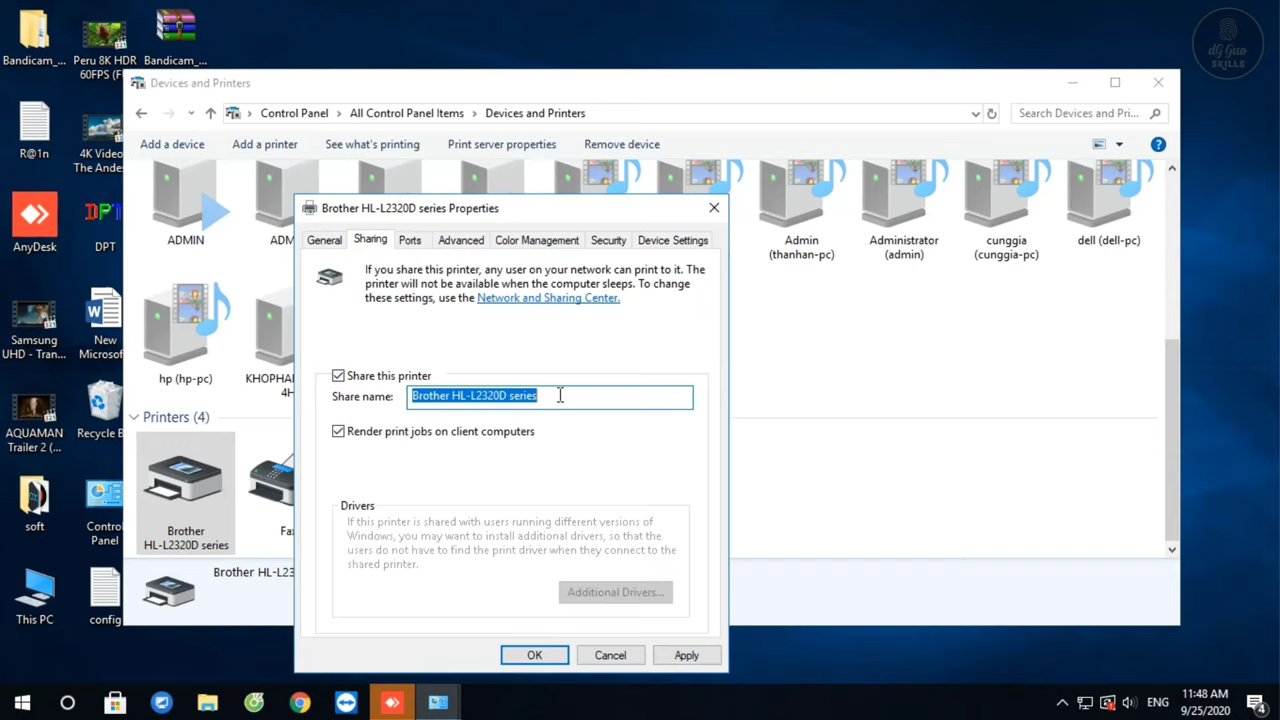 Bandicam_...
Peru 8K HDR
60FPS (F
Bandicam_...
dG Guo
SKILLS
R@1n
4K Video
The Ande
AnyDesk
DPT
DPT
Samsung
UHD - Tran...
New
Microsof
AQUAMAN
Trailer 2 (...
Recycle B
soft
Control
Panel
This PC
config
Devices and Printers
Control Panel > All Control Panel Items > Devices and Printers
Search Devices and Pri...
Add a device
Add a printer
See what's printing
Print server properties
Remove device
ADMIN
ADM
Admin
(thanhan-pc)
Administrator
(admin)
cunggia
(cunggia-pc)
dell (dell-pc)
hp (hp-pc)
KHOPHA
4H
Printers (4)
Brother
HL-L2320D series
Fax
Brother HL-L23
Brother HL-L2320D series Properties
General
Sharing
Ports
Advanced
Color Management
Security
Device Settings
If you share this printer, any user on your network can print to it. The
printer will not be available when the computer sleeps. To change
these settings, use the Network and Sharing Center.
Share this printer
Share name:
Brother HL-L2320D series
Render print jobs on client computers
Drivers
If this printer is shared with users running different versions of
Windows, you may want to install additional drivers, so that the
users do not have to find the print driver when they connect to the
shared printer.
Additional Drivers...
OK
Cancel
Apply
ENG
11:48 AM
9/25/2020
4